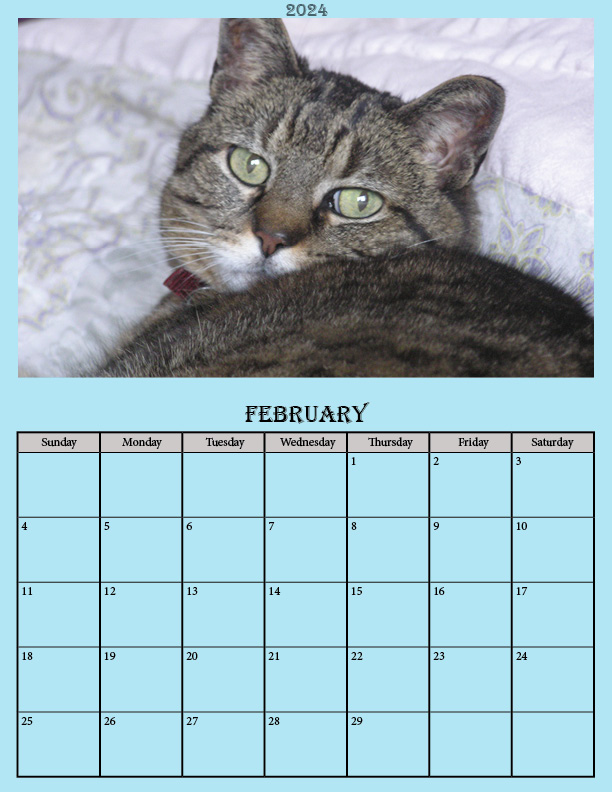 2024
FEBRUARY
Sunday Monday Tuesday Wednesday Thursday Friday Saturday
1 2 3
4 5 6 7 8 9 10
11 12 13 14 15 16 17
18 19 20 21 22 23 24
25 26 27 28 29